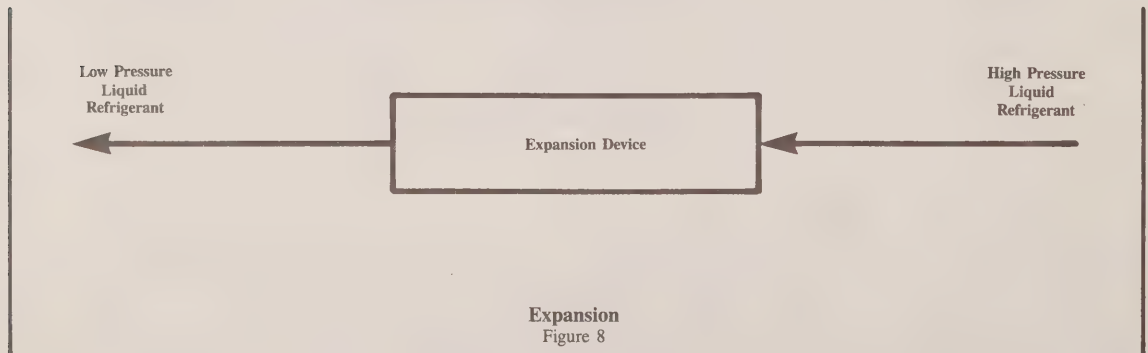 Low Pressure
Liquid
Refrigerant
Expansion Device
High Pressure
Liquid
Refrigerant
Expansion
Figure 8